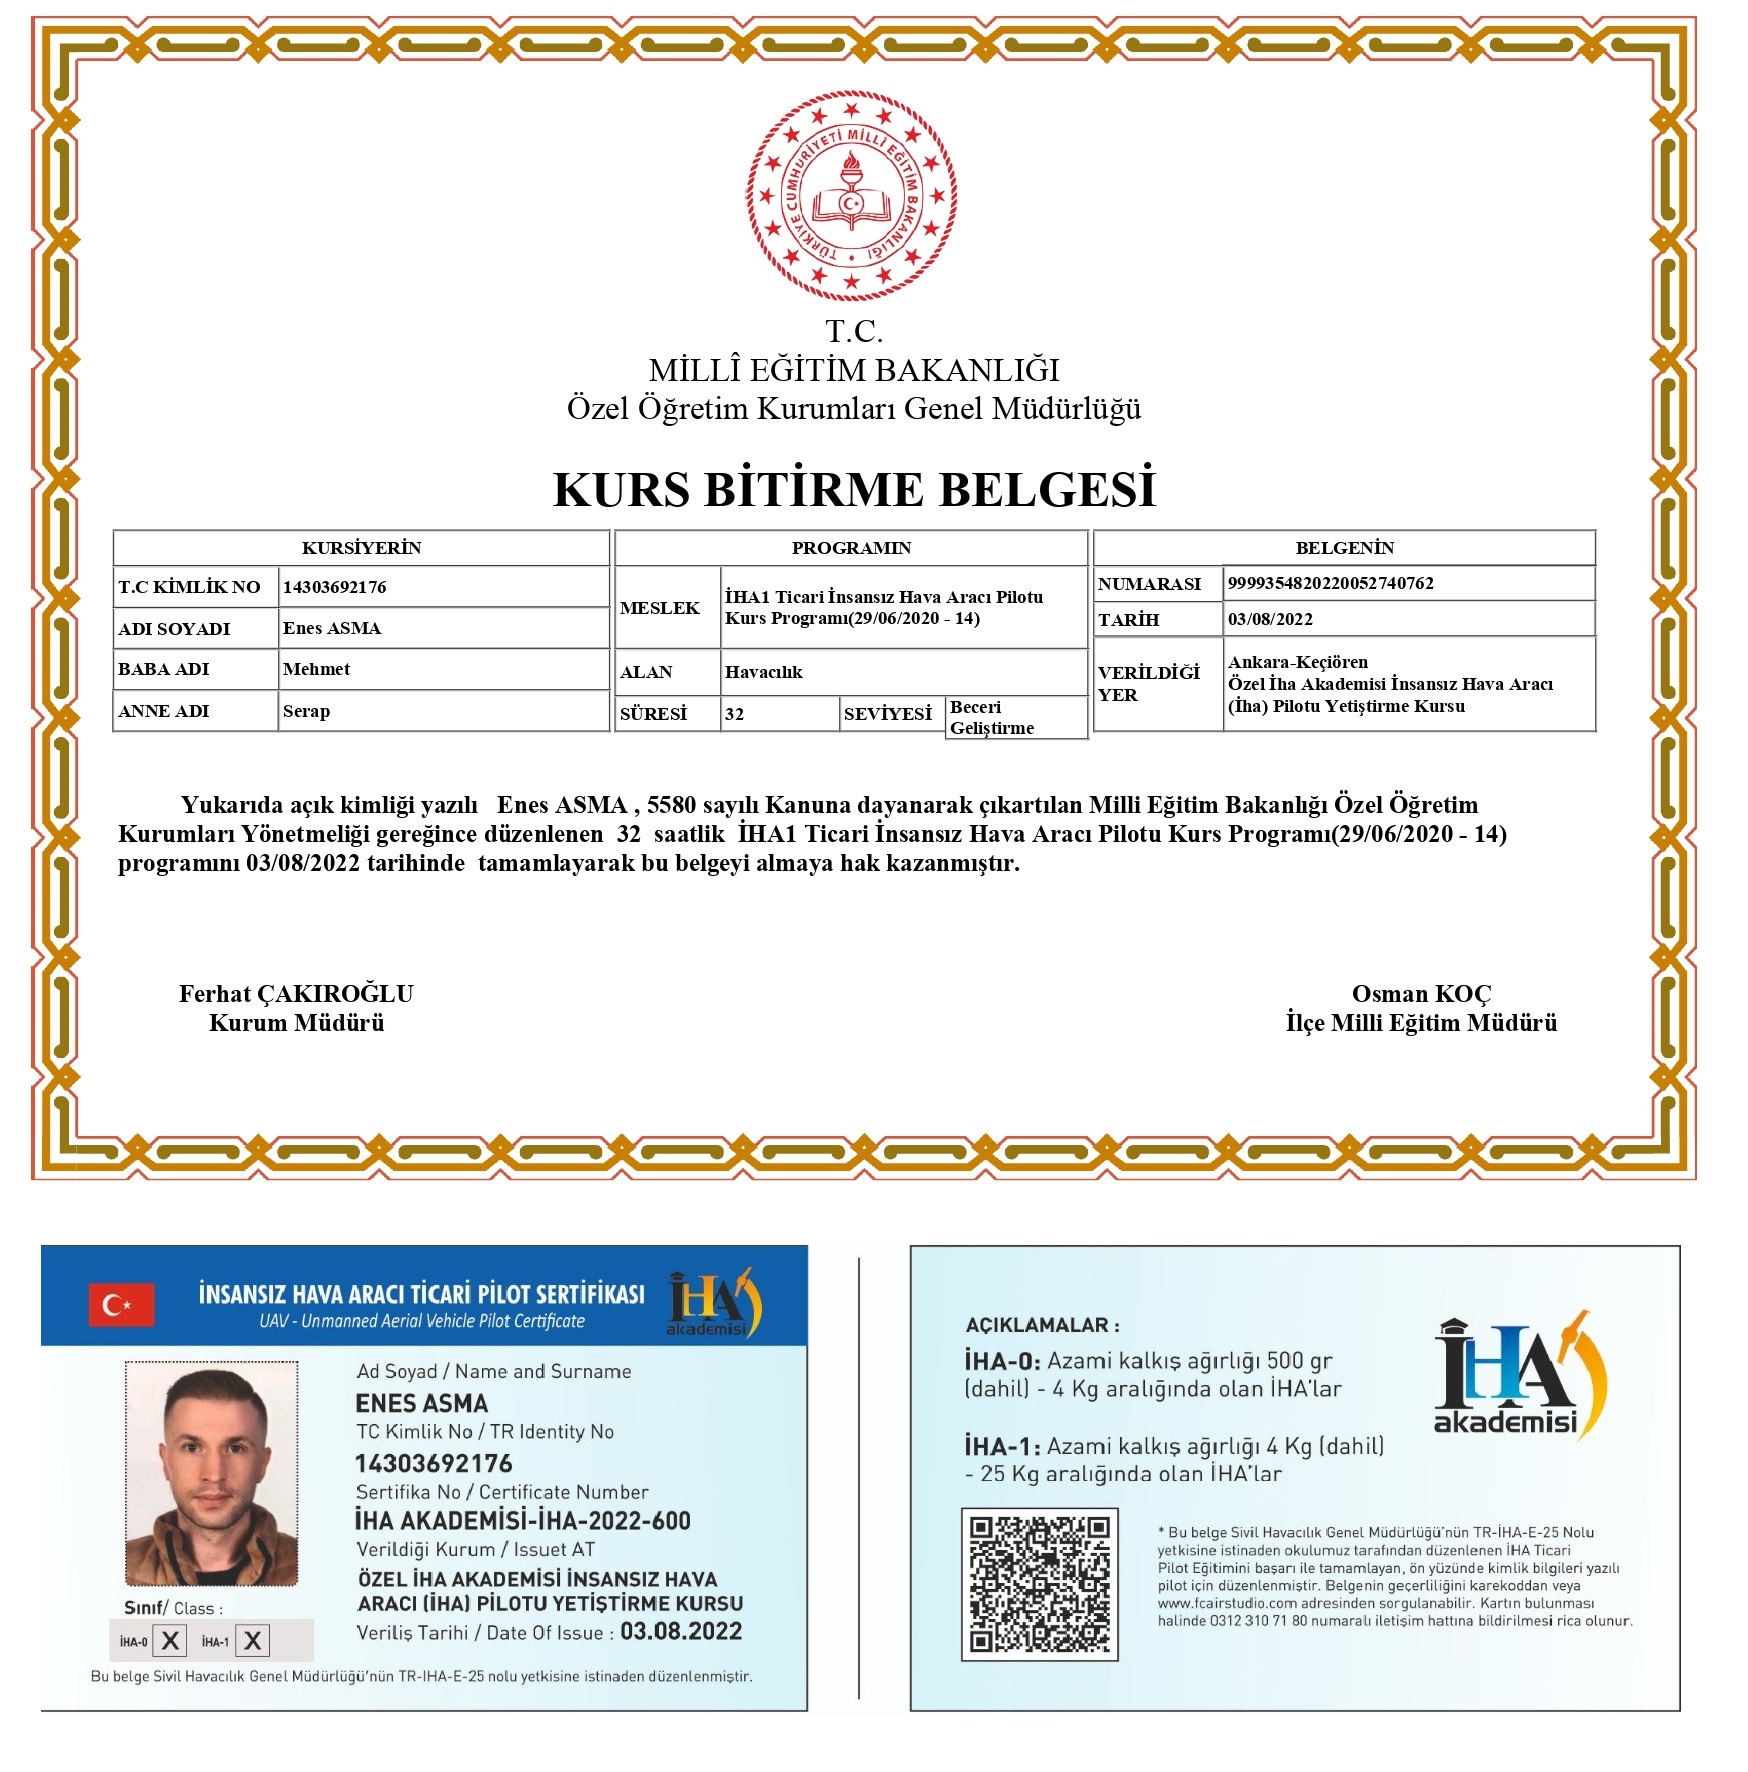 TÜRKİYE CUMHURİYETİ MİLLÎ EĞİTİM BAKANLIĞI
T.C.
MİLLÎ EĞİTİM BAKANLIĞI
Özel Öğretim Kurumları Genel Müdürlüğü
KURS BİTİRME BELGESİ
KURSİYERİN
T.C KİMLİK NO 14303692176
ADI SOYADI Enes ASMA
BABA ADI Mehmet
ANNE ADI Serap
PROGRAMIN
MESLEK İHA1 Ticari İnsansız Hava Aracı Pilotu
Kurs Programı(29/06/2020 - 14)
ALAN Havacılık
SÜRESİ 32 SEVİYESİ Beceri
Geliştirme
BELGENİN
NUMARASI 9999354820220052740762
TARİH 03/08/2022
VERİLDİĞİ
YER
Ankara-Keçiören
Özel İha Akademisi İnsansız Hava Aracı
(İha) Pilotu Yetiştirme Kursu
Yukarıda açık kimliği yazılı Enes ASMA , 5580 sayılı Kanuna dayanarak çıkartılan Milli Eğitim Bakanlığı Özel Öğretim
Kurumları Yönetmeliği gereğince düzenlenen 32 saatlik İHA1 Ticari İnsansız Hava Aracı Pilotu Kurs Programı(29/06/2020 - 14)
programını 03/08/2022 tarihinde tamamlayarak bu belgeyi almaya hak kazanmıştır.
Ferhat ÇAKIROĞLU
Kurum Müdürü
Osman KOÇ
İlçe Milli Eğitim Müdürü
İNSANSIZ HAVA ARACI TİCARİ PİLOT SERTİFİKASI
UAV - Unmanned Aerial Vehicle Pilot Certificate
İHA
akademisi
Ad Soyad / Name and Surname
ENES ASMA
TC Kimlik No / TR Identity No
14303692176
Sertifika No / Certificate Number
İHA AKADEMİSİ-İHA-2022-600
Verildiği Kurum / Issuet AT
ÖZEL İHA AKADEMİSİ İNSANSIZ HAVA
ARACI (İHA) PİLOTU YETİŞTİRME KURSU
Veriliş Tarihi / Date Of Issue : 03.08.2022
Sınıf/ Class :
İHA-0 X İHA-1 X
Bu belge Sivil Havacılık Genel Müdürlüğü'nün TR-IHA-E-25 nolu yetkisine istinaden düzenlenmiştir.
AÇIKLAMALAR :
İHA-0: Azami kalkış ağırlığı 500 gr
(dahil) - 4 Kg aralığında olan İHA'lar
İHA-1: Azami kalkış ağırlığı 4 Kg (dahil)
- 25 Kg aralığında olan İHA'lar
İHA
akademisi
* Bu belge Sivil Havacılık Genel Müdürlüğü'nün TR-İHA-E-25 Nolu
yetkisine istinaden okulumuz tarafından düzenlenen İHA Ticari
Pilot Eğitimini başarı ile tamamlayan, ön yüzünde kimlik bilgileri yazılı
pilot için düzenlenmiştir. Belgenin geçerliliğini karekoddan veya
www.fcairstudio.com adresinden sorgulanabilir. Kartın bulunması
halinde 0312 310 71 80 numaralı iletişim hattına bildirilmesi rica olunur.